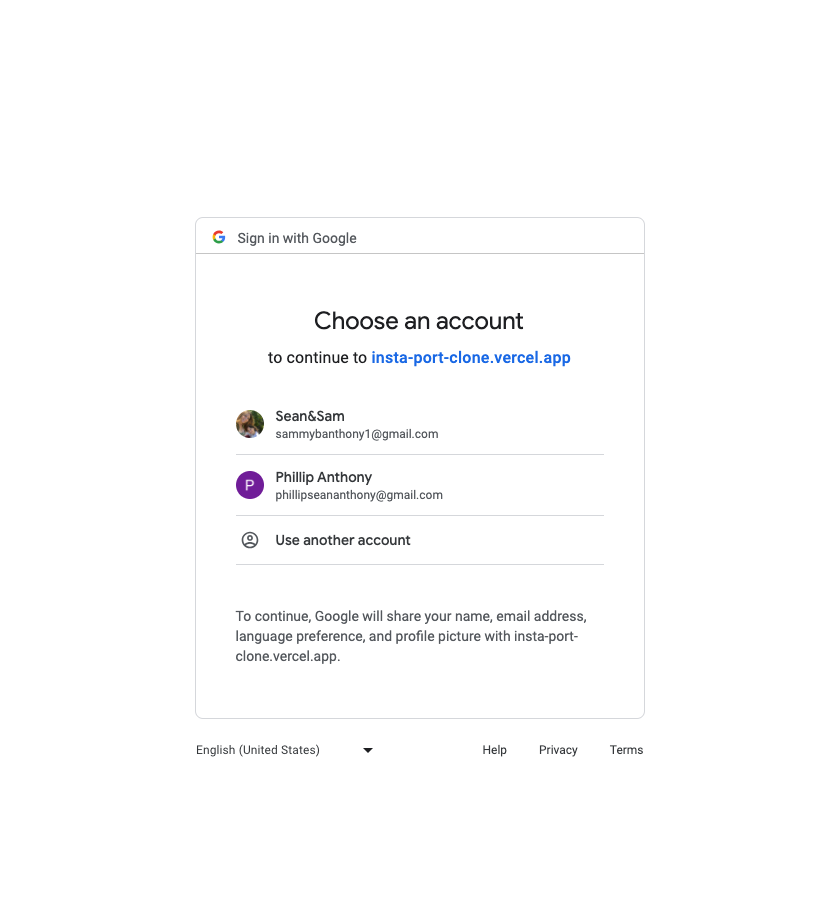 Sign in with Google
Choose an account
to continue to insta-port-clone.vercel.app
Sean&Sam
sammybanthony1@gmail.com
P
Phillip Anthony
phillipseananthony@gmail.com
Use another account
To continue, Google will share your name, email address,
language preference, and profile picture with insta-port-
clone.vercel.app.
English (United States)
Help Privacy Terms